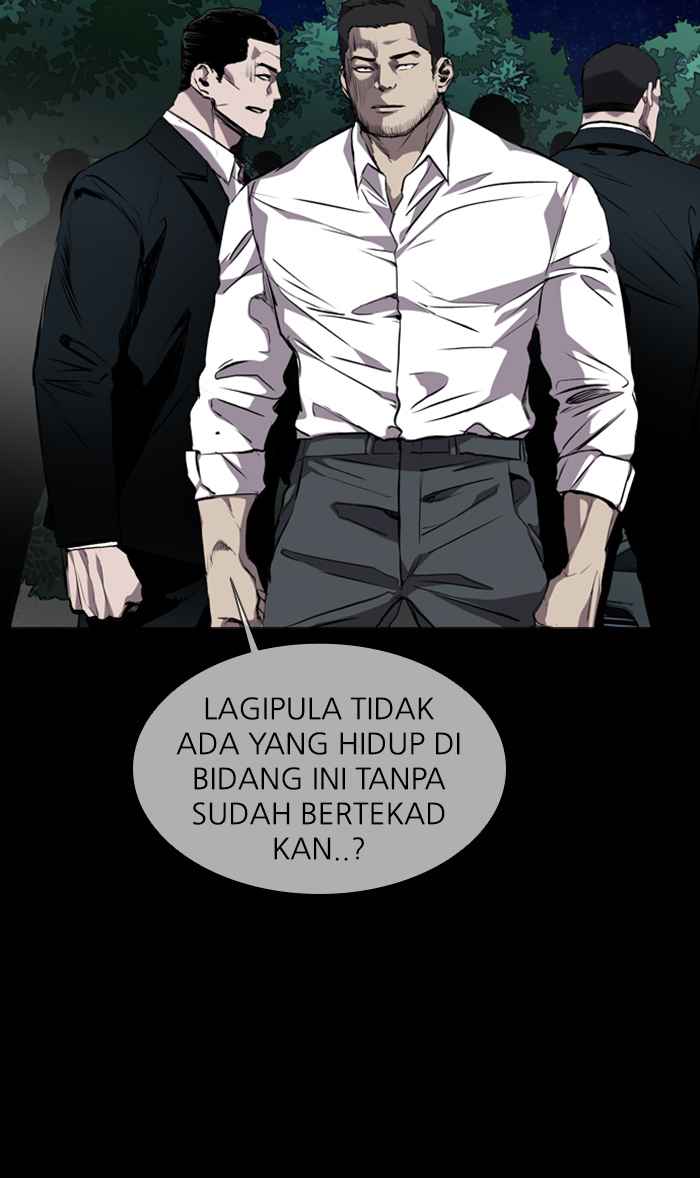 LAGIPULA TIDAK
ADA YANG HIDUP DI
BIDANG INI TANPA
SUDAH BERTEKAD
KAN..?